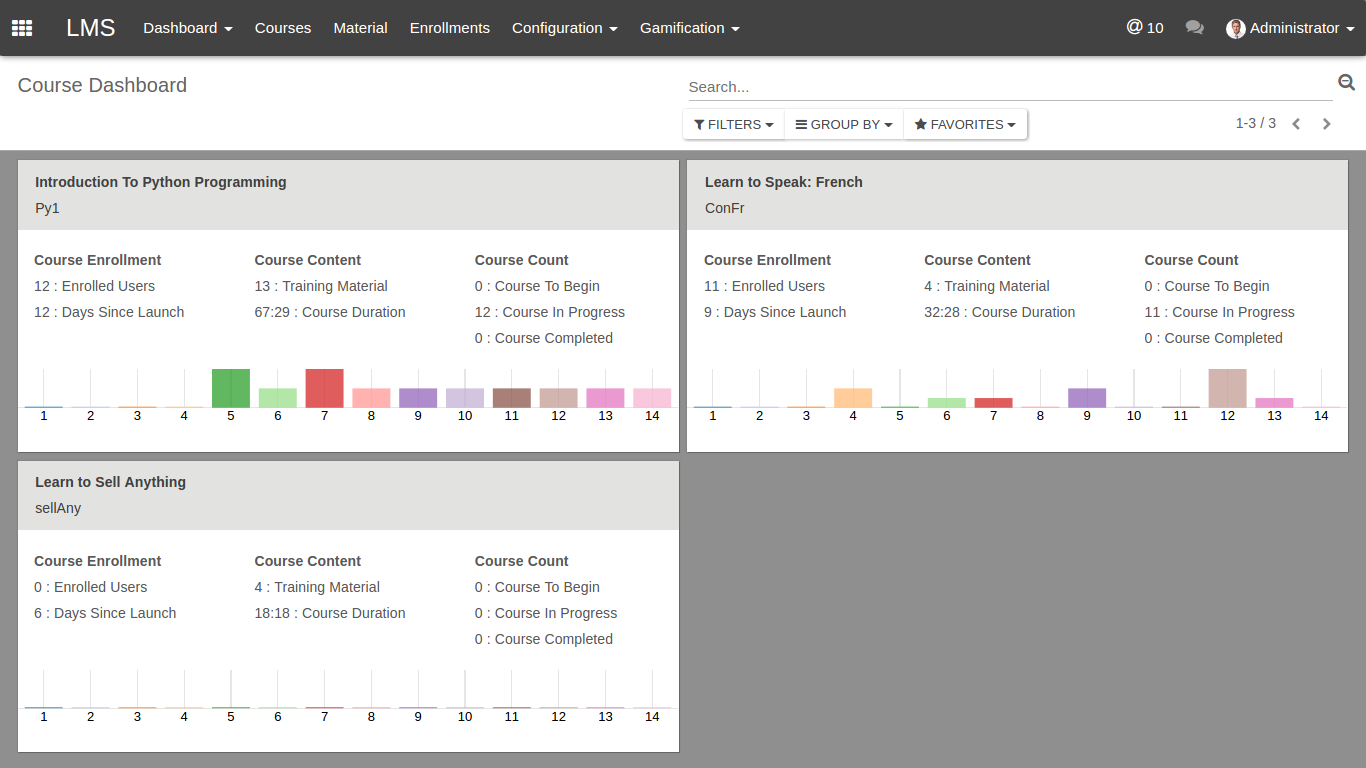 LMS Dashboard Courses Material Enrollments Configuration Gamification @ 10 Administrator
Course Dashboard
Search...
FILTERS GROUP BY FAVORITES 1-3 / 3
Introduction To Python Programming
Py1
Course Enrollment Course Content Course Count
12 : Enrolled Users 13 : Training Material 0 : Course To Begin
12 : Days Since Launch 67:29 : Course Duration 12 : Course In Progress
0 : Course Completed
1 2 3 4 5 6 7 8 9 10 11 12 13 14
Learn to Speak: French
ConFr
Course Enrollment Course Content Course Count
11 : Enrolled Users 4 : Training Material 0 : Course To Begin
9 : Days Since Launch 32:28 : Course Duration 11 : Course In Progress
0 : Course Completed
1 2 3 4 5 6 7 8 9 10 11 12 13 14
Learn to Sell Anything
sellAny
Course Enrollment Course Content Course Count
0 : Enrolled Users 4 : Training Material 0 : Course To Begin
6 : Days Since Launch 18:18 : Course Duration 0 : Course In Progress
0 : Course Completed
1 2 3 4 5 6 7 8 9 10 11 12 13 14